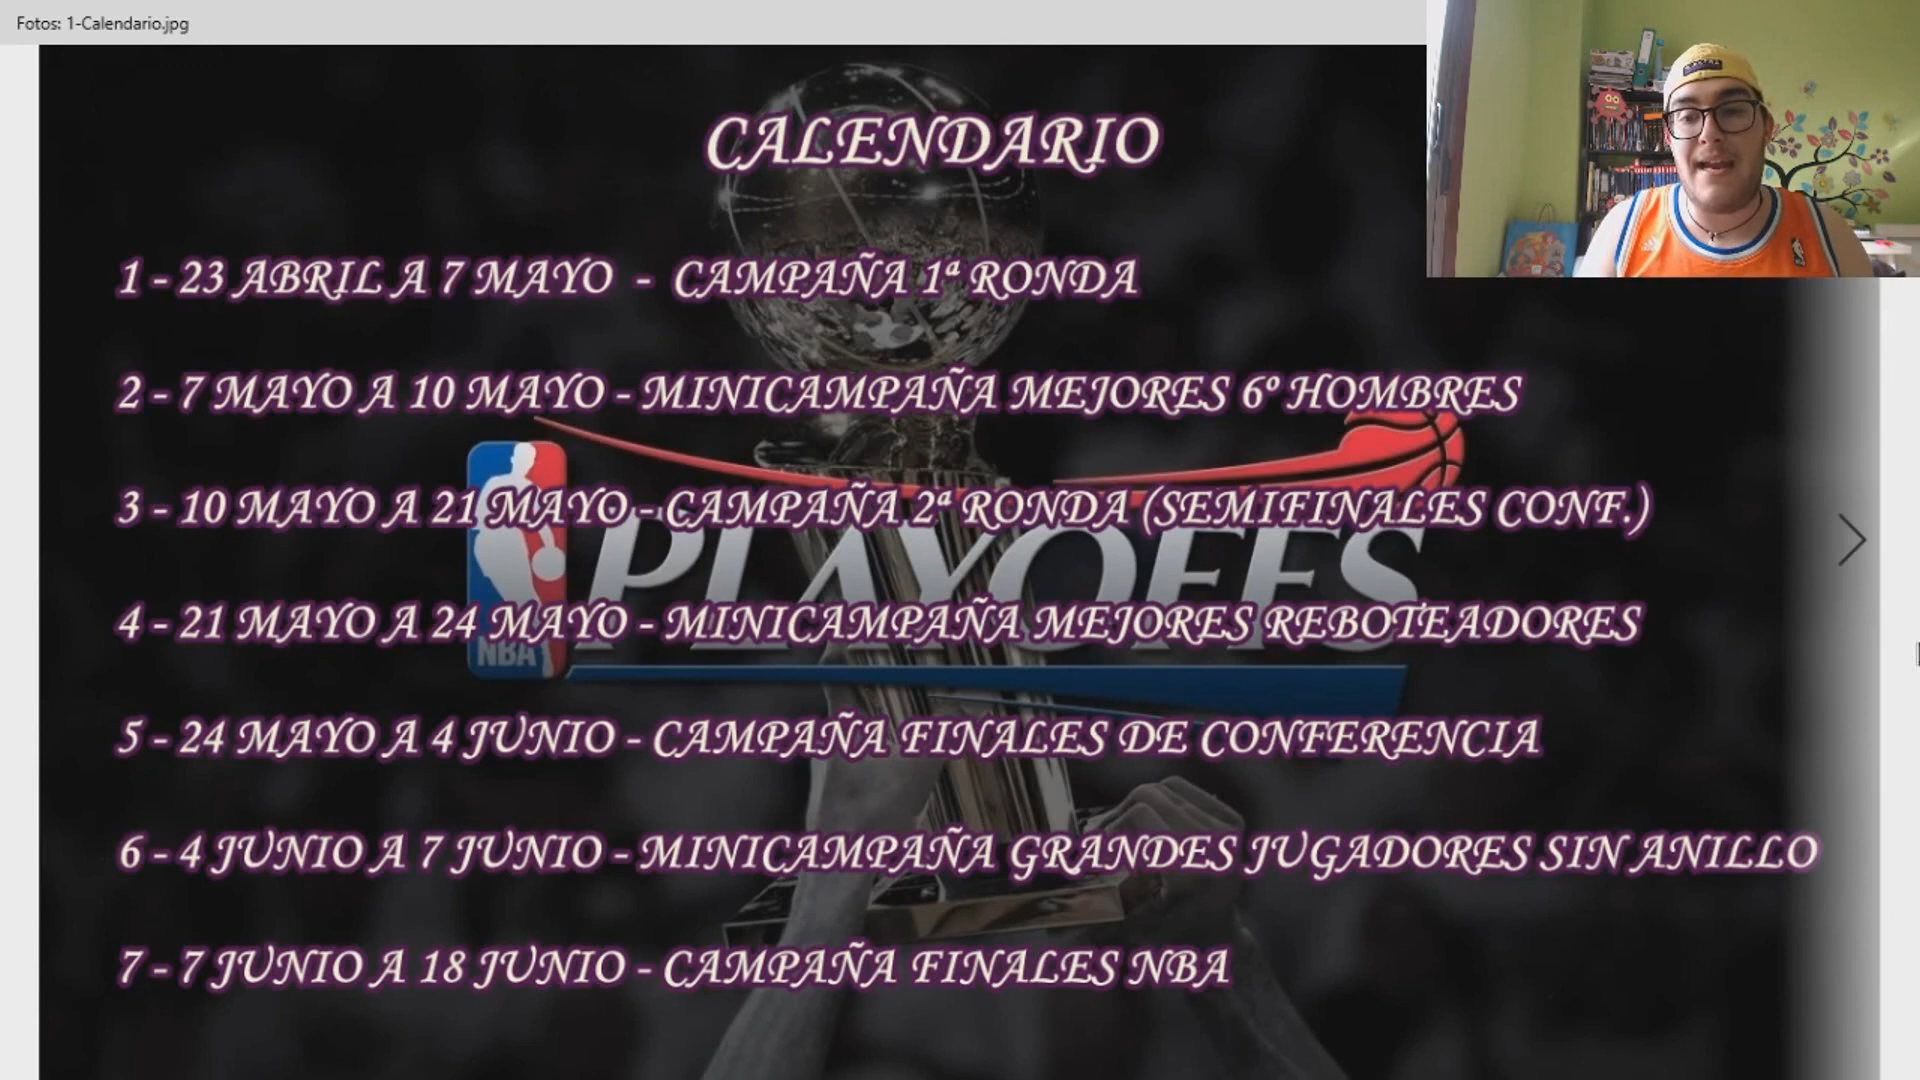 Fotos: 1-Calendario.jpg
CALENDARIO
1 - 23 ABRIL A 7 MAYO - CAMPAÑA 1ª RONDA
2 - 7 MAYO A 10 MAYO - MINICAMPAÑA MEJORES 6º HOMBRES
3 - 10 MAYO A 21 MAYO - CAMPAÑA 2ª RONDA (SEMIFINALES CONF.)
PLAYOFFS
4 - 21 MAYO A 24 MAYO - MINICAMPAÑA MEJORES REBOTEADORES
NBA
5 - 24 MAYO A 4 JUNIO - CAMPAÑA FINALES DE CONFERENCIA
6 - 4 JUNIO A 7 JUNIO - MINICAMPAÑA GRANDES JUGADORES SIN ANILLO
7 - 7 JUNIO A 18 JUNIO - CAMPAÑA FINALES NBA